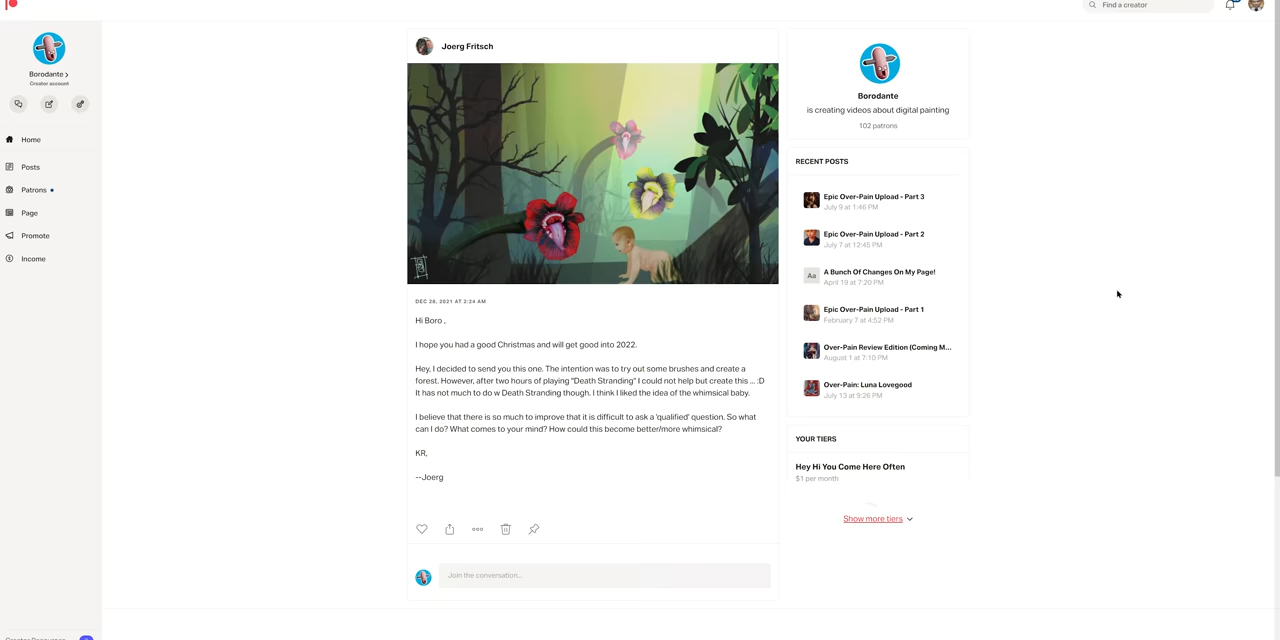 Find a creator
Borodante
Creator account
Home
Posts
Patrons
Page
Promote
Income
Joerg Fritsch
DEC 28, 2021 AT 2:24 AM
Hi Boro ,
I hope you had a good Christmas and will get good into 2022.
Hey, I decided to send you this one. The intention was to try out some brushes and create a
forest. However, after two hours of playing "Death Stranding" I could not help but create this ... :D
It has not much to do w Death Stranding though. I think I liked the idea of the whimsical baby.
I believe that there is so much to improve that it is difficult to ask a 'qualified' question. So what
can I do? What comes to your mind? How could this become better/more whimsical?
KR,
--Joerg
Join the conversation...
Borodante
is creating videos about digital painting
102 patrons
RECENT POSTS
Epic Over-Pain Upload - Part 3
July 9 at 1:46 PM
Epic Over-Pain Upload - Part 2
July 7 at 12:45 PM
Aa
A Bunch Of Changes On My Page!
April 19 at 7:20 PM
Epic Over-Pain Upload - Part 1
February 7 at 4:52 PM
Over-Pain Review Edition (Coming M...
August 1 at 7:10 PM
Over-Pain: Luna Lovegood
July 13 at 9:26 PM
YOUR TIERS
Hey Hi You Come Here Often
$1 per month
Show more tiers